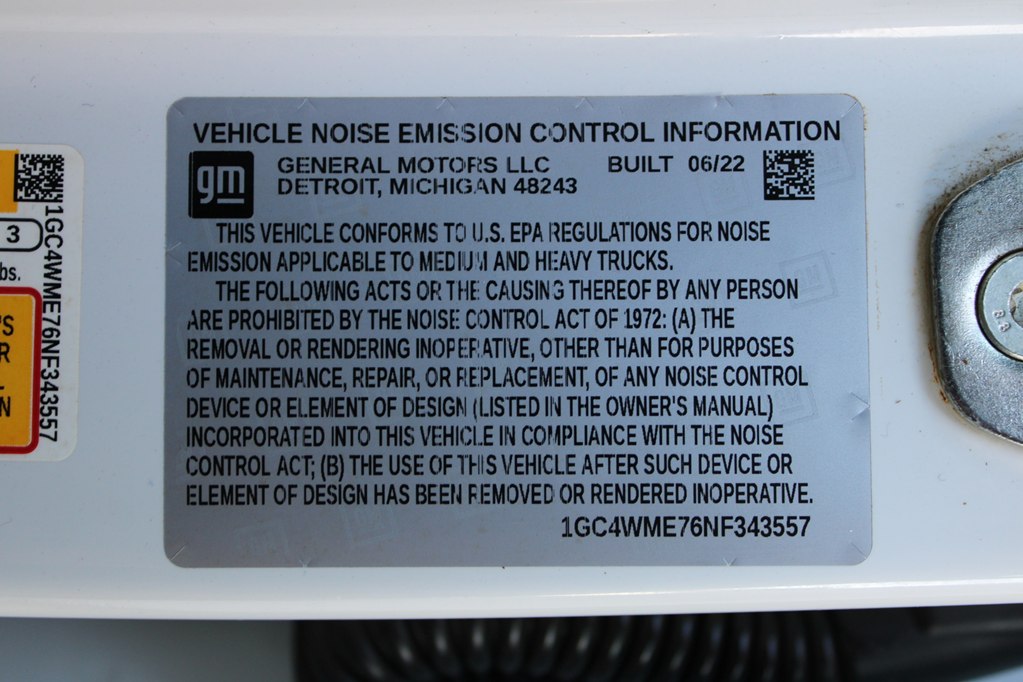 VEHICLE NOISE EMISSION CONTROL INFORMATION
gm
GENERAL MOTORS LLC BUILT 06/22
DETROIT, MICHIGAN 48243
THIS VEHICLE CONFORMS TO U.S. EPA REGULATIONS FOR NOISE
EMISSION APPLICABLE TO MEDIUM AND HEAVY TRUCKS.
THE FOLLOWING ACTS OR THE CAUSING THEREOF BY ANY PERSON
ARE PROHIBITED BY THE NOISE CONTROL ACT OF 1972: (A) THE
REMOVAL OR RENDERING INOPERATIVE, OTHER THAN FOR PURPOSES
OF MAINTENANCE, REPAIR, OR REPLACEMENT, OF ANY NOISE CONTROL
DEVICE OR ELEMENT OF DESIGN (LISTED IN THE OWNER'S MANUAL)
INCORPORATED INTO THIS VEHICLE IN COMPLIANCE WITH THE NOISE
CONTROL ACT; (B) THE USE OF THIS VEHICLE AFTER SUCH DEVICE OR
ELEMENT OF DESIGN HAS BEEN REMOVED OR RENDERED INOPERATIVE.
1GC4WME76NF343557
1GC4WME76NF343557
3
bs.
'S
R
N
8.8